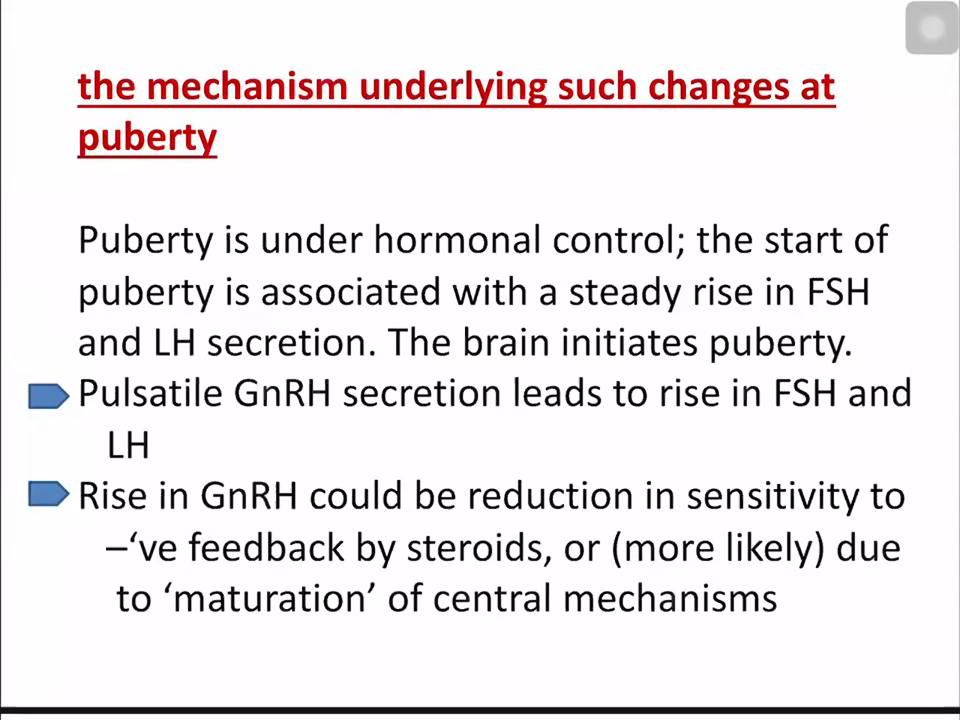 the mechanism underlying such changes at
puberty
Puberty is under hormonal control; the start of
puberty is associated with a steady rise in FSH
and LH secretion. The brain initiates puberty.
Pulsatile GnRH secretion leads to rise in FSH and
LH
Rise in GnRH could be reduction in sensitivity to
–‘ve feedback by steroids, or (more likely) due
to ‘maturation’ of central mechanisms